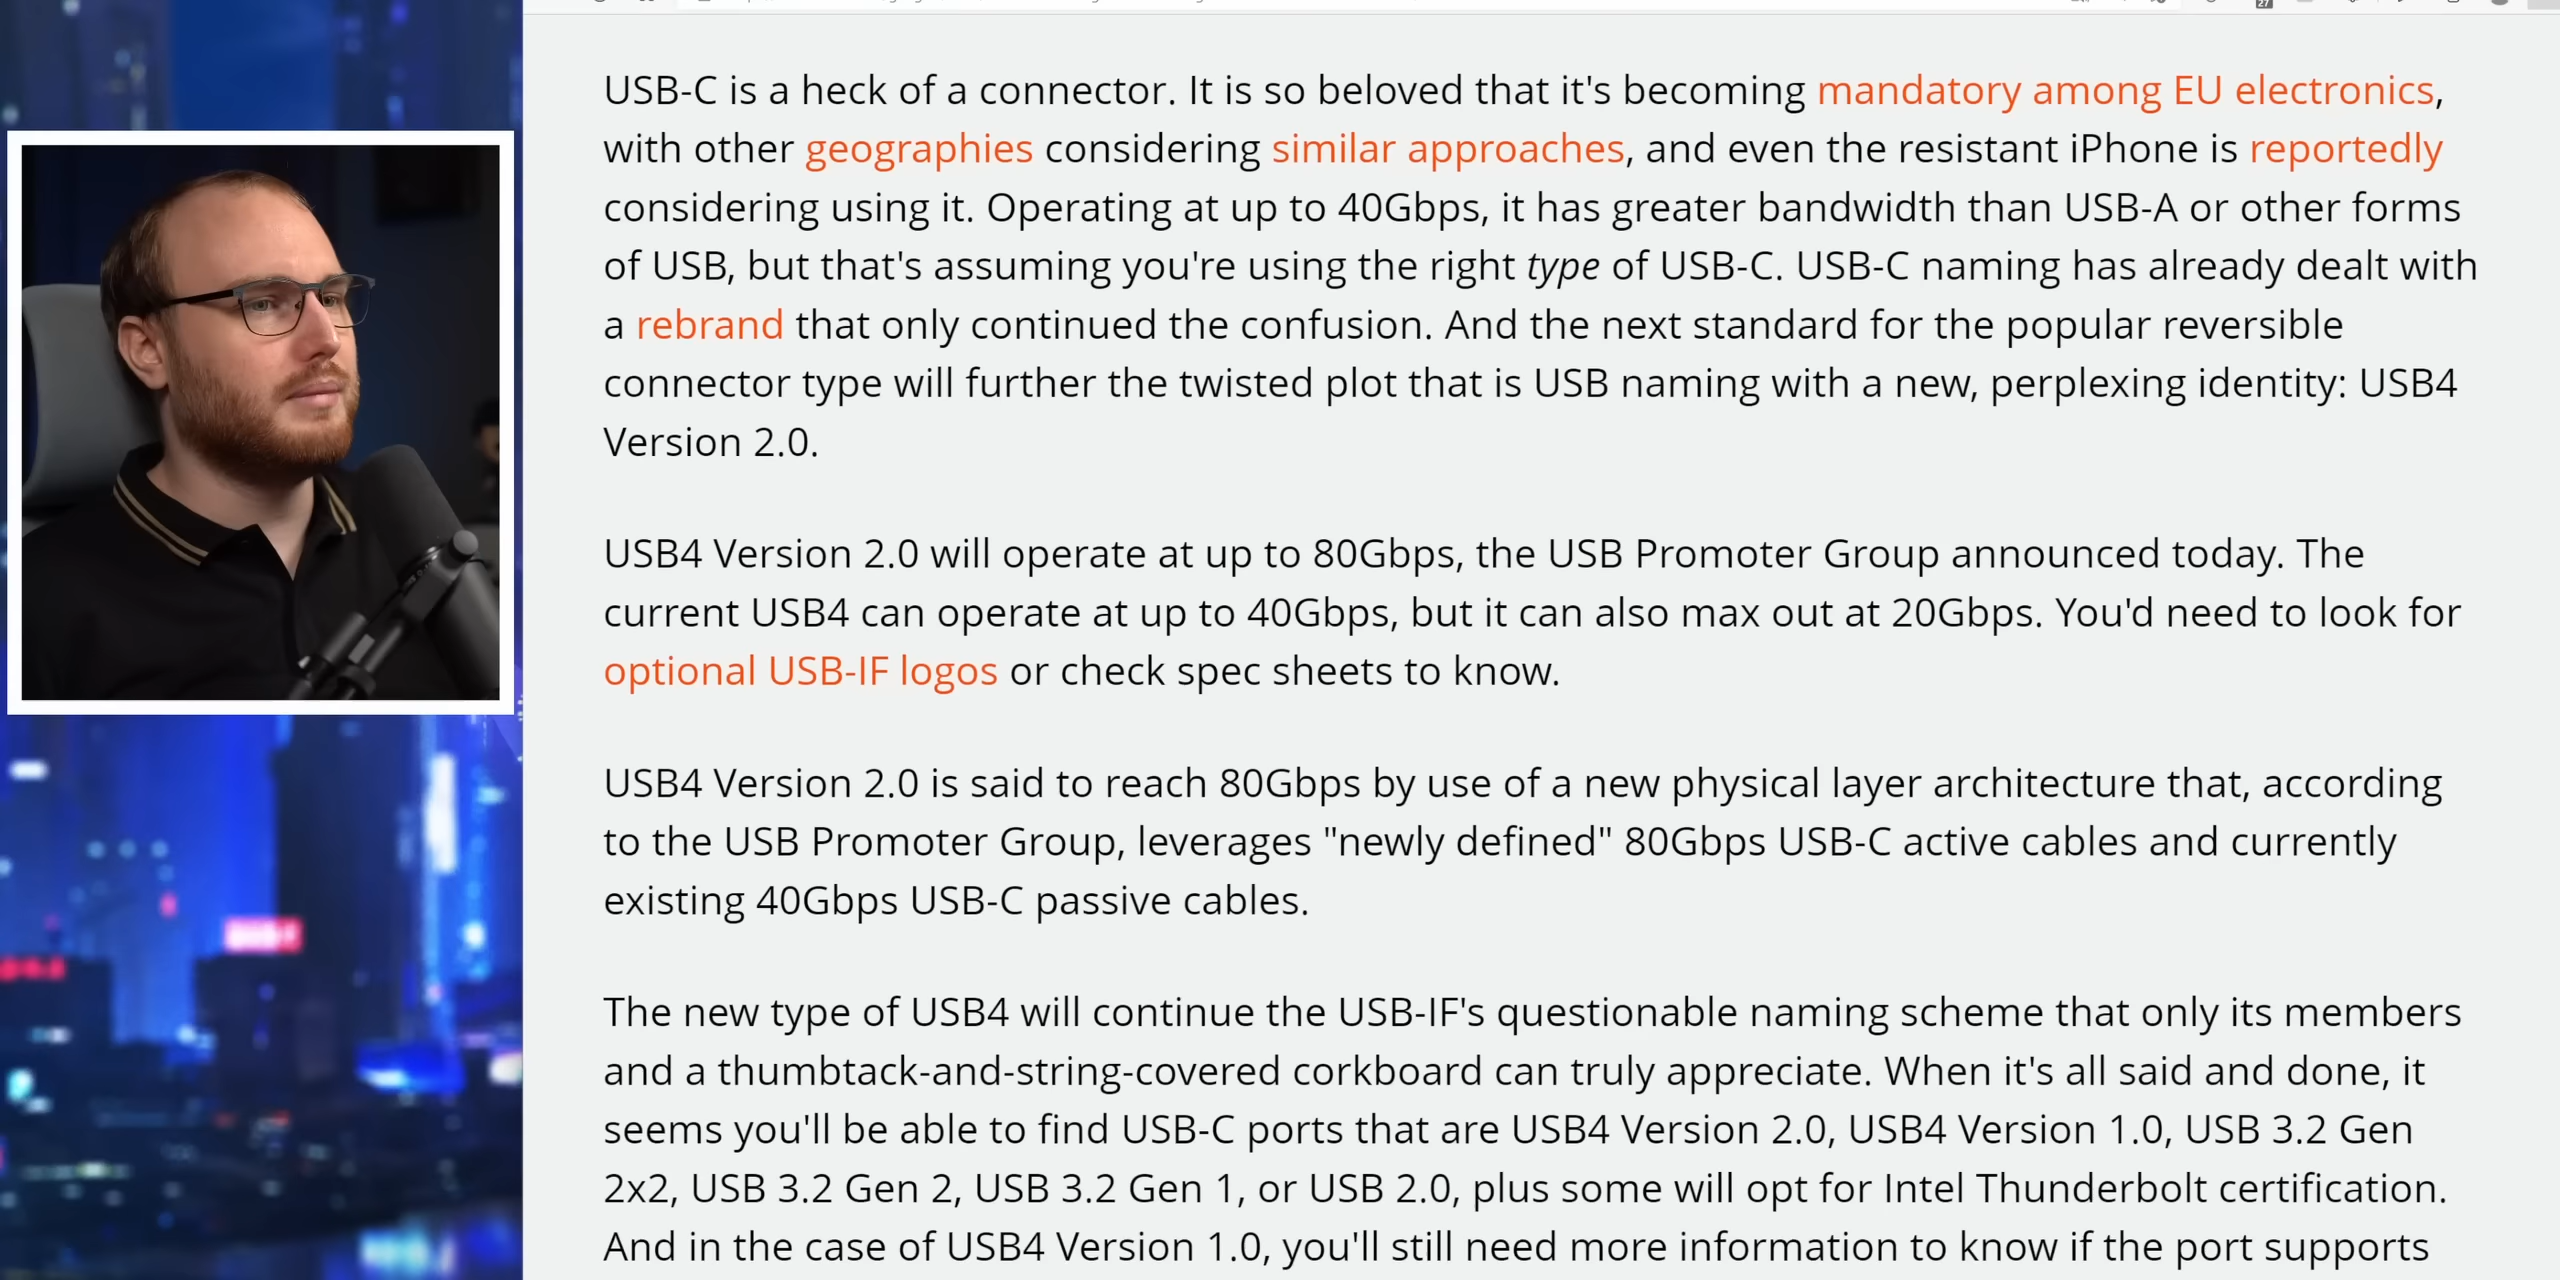 27
USB-C is a heck of a connector. It is so beloved that it's becoming mandatory among EU electronics,
with other geographies considering similar approaches, and even the resistant iPhone is reportedly
considering using it. Operating at up to 40Gbps, it has greater bandwidth than USB-A or other forms
of USB, but that's assuming you're using the right type of USB-C. USB-C naming has already dealt with
a rebrand that only continued the confusion. And the next standard for the popular reversible
connector type will further the twisted plot that is USB naming with a new, perplexing identity: USB4
Version 2.0.
USB4 Version 2.0 will operate at up to 80Gbps, the USB Promoter Group announced today. The
current USB4 can operate at up to 40Gbps, but it can also max out at 20Gbps. You'd need to look for
optional USB-IF logos or check spec sheets to know.
USB4 Version 2.0 is said to reach 80Gbps by use of a new physical layer architecture that, according
to the USB Promoter Group, leverages "newly defined" 80Gbps USB-C active cables and currently
existing 40Gbps USB-C passive cables.
The new type of USB4 will continue the USB-IF's questionable naming scheme that only its members
and a thumbtack-and-string-covered corkboard can truly appreciate. When it's all said and done, it
seems you'll be able to find USB-C ports that are USB4 Version 2.0, USB4 Version 1.0, USB 3.2 Gen
2x2, USB 3.2 Gen 2, USB 3.2 Gen 1, or USB 2.0, plus some will opt for Intel Thunderbolt certification.
And in the case of USB4 Version 1.0, you'll still need more information to know if the port supports